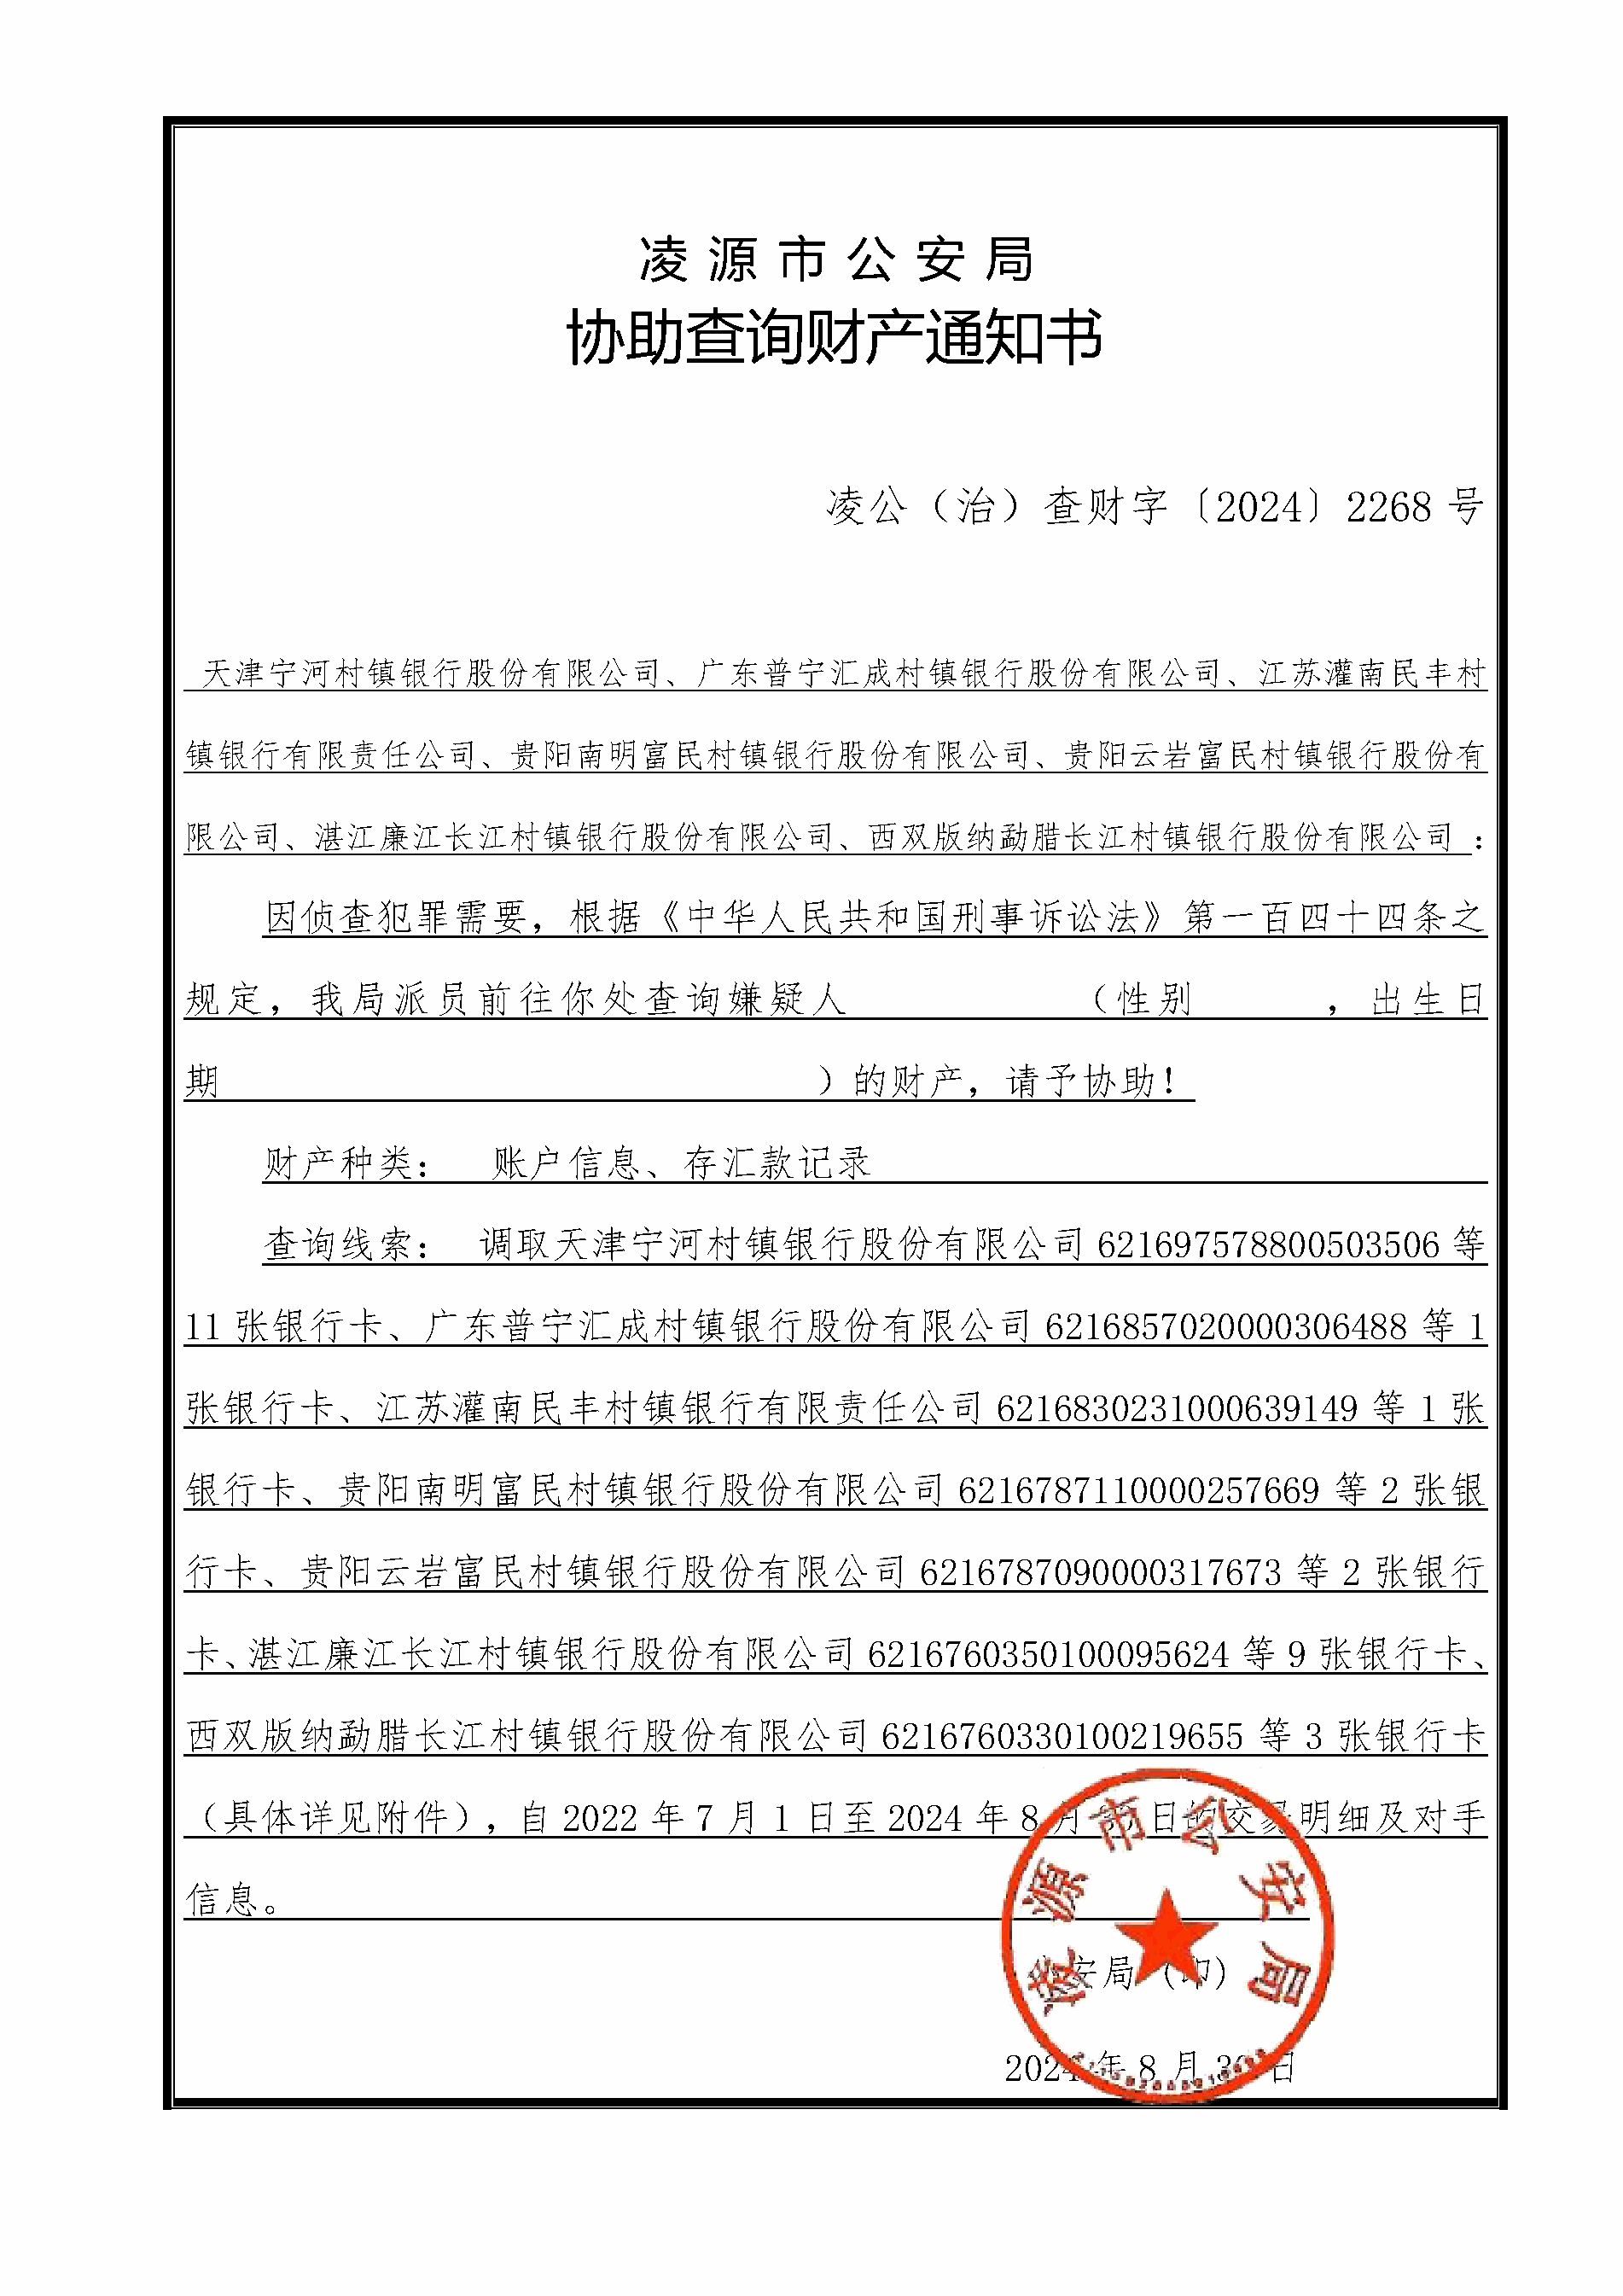 凌源市公安局
协助查询财产通知书
凌公（治）查财字〔2024〕2268 号
天津宁河村镇银行股份有限公司、广东普宁汇成村镇银行股份有限公司、江苏灌南民丰村
镇银行有限责任公司、贵阳南明富民村镇银行股份有限公司、贵阳云岩富民村镇银行股份有
限公司、湛江廉江长江村镇银行股份有限公司、西双版纳勐腊长江村镇银行股份有限公司：
因侦查犯罪需要，根据《中华人民共和国刑事诉讼法》第一百四十四条之
规定，我局派员前往你处查询嫌疑人 （性别 ，出生日
期 ）的财产，请予协助！
财产种类： 账户信息、存汇款记录
查询线索： 调取天津宁河村镇银行股份有限公司 621697578800503506 等
11 张银行卡、广东普宁汇成村镇银行股份有限公司 6216857020000306488 等 1
张银行卡、江苏灌南民丰村镇银行有限责任公司 6216830231000639149 等 1 张
银行卡、贵阳南明富民村镇银行股份有限公司 6216787110000257669 等 2 张银
行卡、贵阳云岩富民村镇银行股份有限公司 6216787090000317673 等 2 张银行
卡、湛江廉江长江村镇银行股份有限公司 6216760350100095624 等 9 张银行卡、
西双版纳勐腊长江村镇银行股份有限公司 6216760330100219655 等 3 张银行卡
（具体详见附件），自 2022 年 7 月 1 日至 2024 年 8 月 日的交易明细及对手
信息。
凌源市公安局
公安局（印）
2024 年 8 月 日